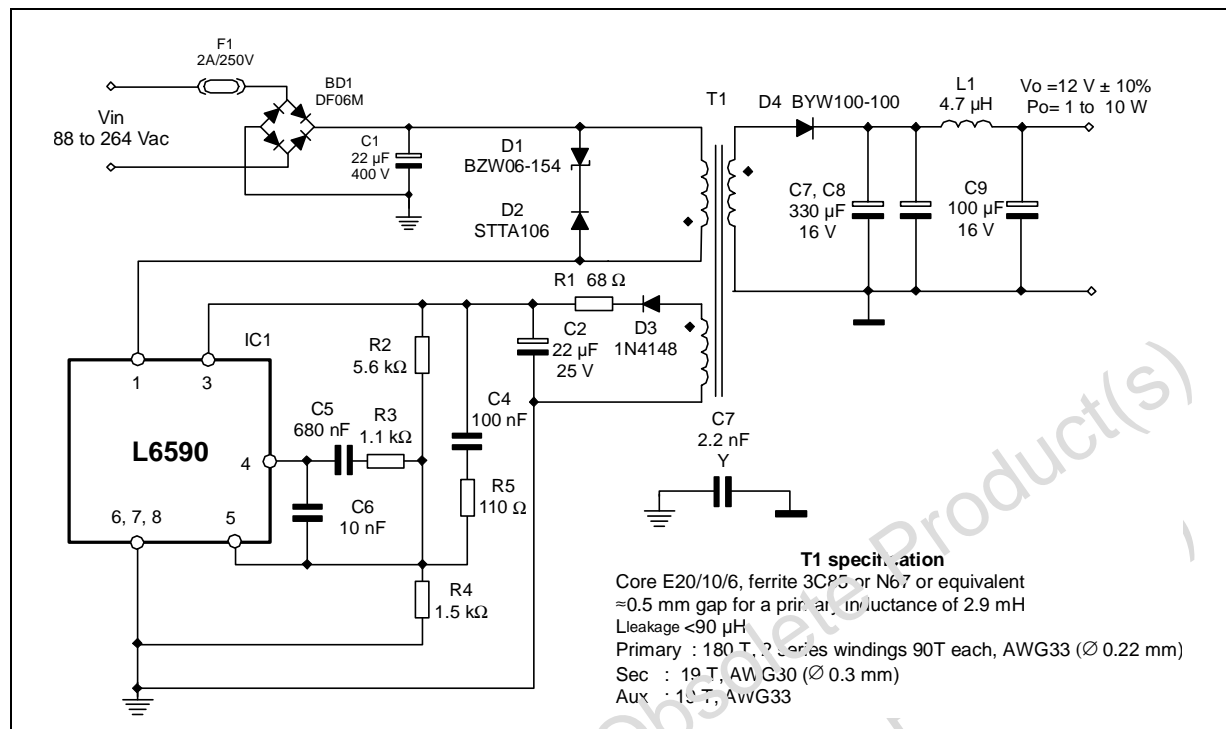 F1
2A/250V
BD1
DF06M
Vin
88 to 264 Vac
C1
22 µF
400 V
D1
BZW06-154
D2
STTA106
T1
D4 BYW100-100
L1
4.7 µH
Vo =12 V ± 10%
Po= 1 to 10 W
C7, C8
330 µF
16 V
C9
100 µF
16 V
R1 68 Ω
D3
1N4148
C2
22 µF
25 V
IC1
R2
5.6 kΩ
C4
100 nF
1
3
C5
680 nF
R3
1.1 kΩ
L6590
4
R5
110 Ω
C6
10 nF
6, 7, 8
5
R4
1.5 kΩ
C7
2.2 nF
Y
T1 specification
Core E20/10/6, ferrite 3C85 or N67 or equivalent
≈0.5 mm gap for a primary inductance of 2.9 mH
Lleakage <90 µH
Primary : 180 T, 2 series windings 90T each, AWG33 (∅ 0.22 mm)
Sec : 19 T, AWG30 (∅ 0.3 mm)
Aux : 19 T, AWG33
Obsolete Product(s)